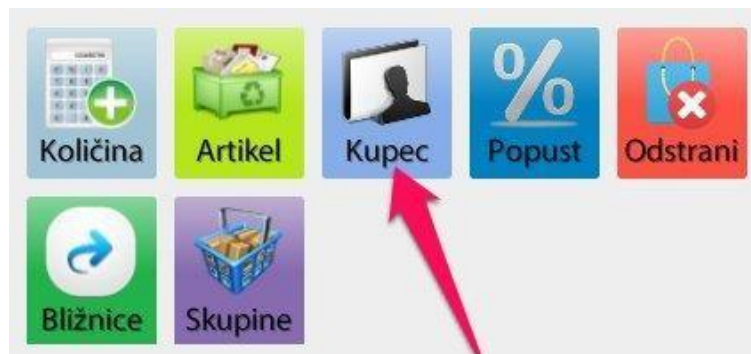 Količina
Artikel
Kupec
Popust
Odstrani
Bližnice
Skupine